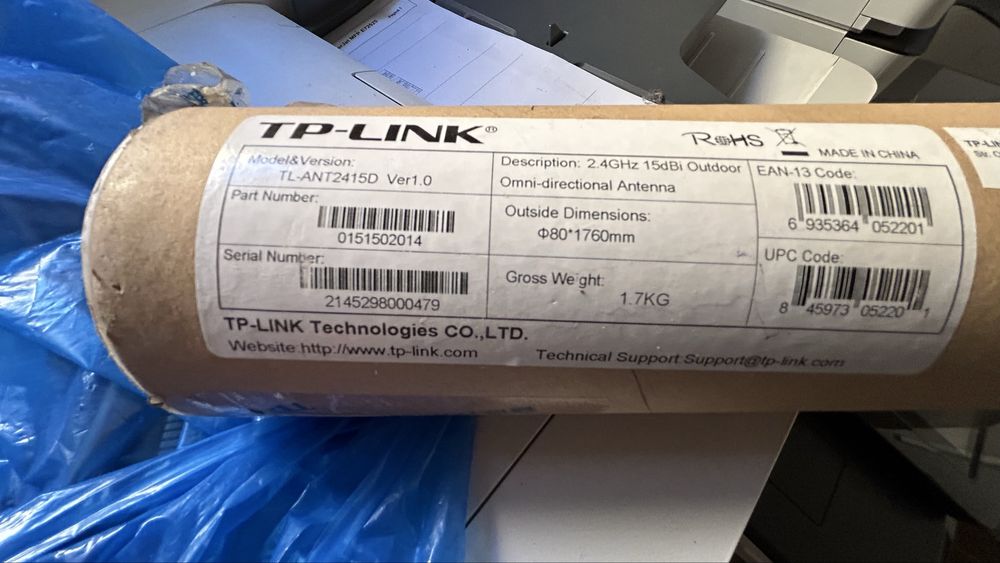 TP-LINK®
RoHS
MADE IN CHINA
Model&Version:
TL-ANT2415D Ver1.0
Part Number:
0151502014
Serial Number:
2145298000479
Description: 2.4GHz 15dBi Outdoor
Omni-directional Antenna
Outside Dimensions:
Φ80*1760mm
Gross Weight:
1.7KG
EAN-13 Code:
6 935364 052201
UPC Code:
8 45973 05220 1
TP-LINK Technologies CO.,LTD.
Website:http://www.tp-link.com
Technical Support Support@tp-link.com